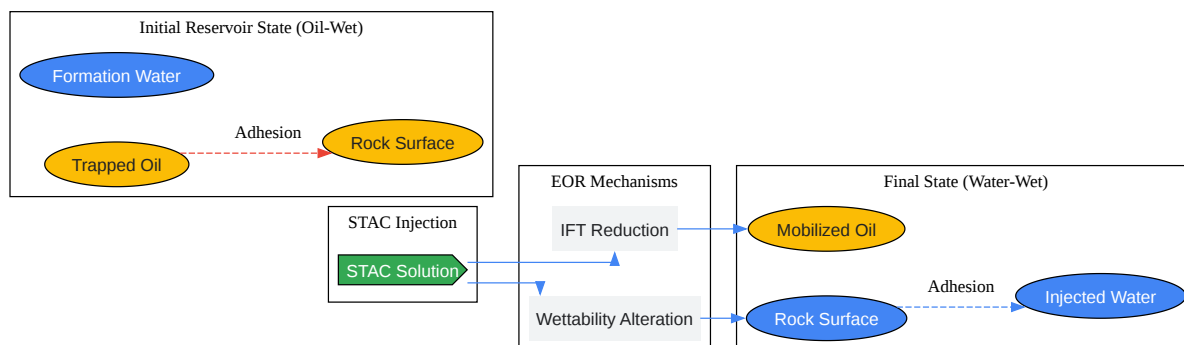 Initial Reservoir State (Oil-Wet)
Formation Water
Adhesion
Trapped Oil
Rock Surface
STAC Injection
STAC Solution
EOR Mechanisms
IFT Reduction
Wettability Alteration
Final State (Water-Wet)
Mobilized Oil
Rock Surface
Adhesion
Injected Water